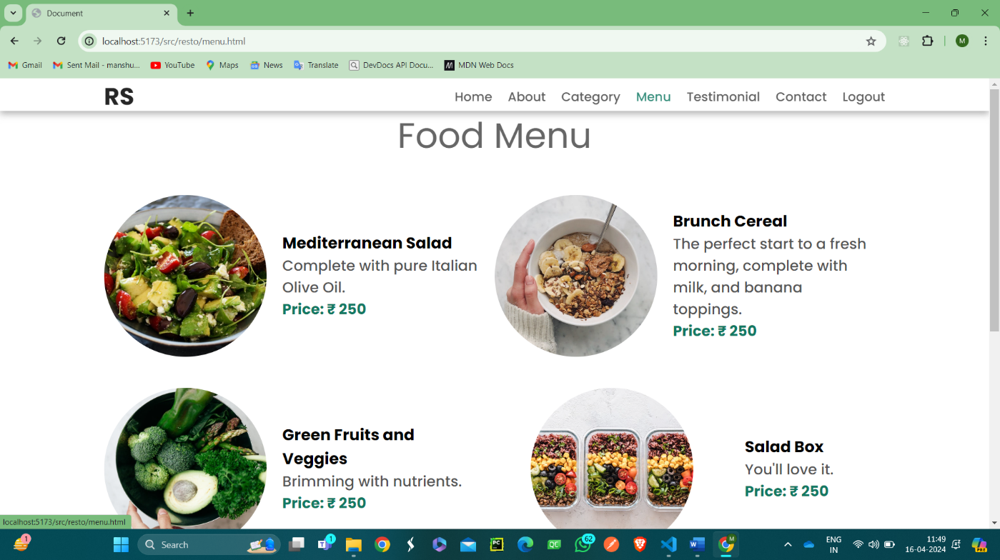 Document
localhost:5173/src/resto/menu.html
M
Gmail
Sent Mail - manshu...
YouTube
Maps
News
Translate
DevDocs API Docu...
MDN Web Docs
RS
Home
About
Category
Menu
Testimonial
Contact
Logout
Food Menu
Mediterranean Salad
Complete with pure Italian
Olive Oil.
Price: ₹ 250
Brunch Cereal
The perfect start to a fresh
morning, complete with
milk, and banana
toppings.
Price: ₹ 250
Green Fruits and
Veggies
Brimming with nutrients.
Price: ₹ 250
Salad Box
You'll love it.
Price: ₹ 250
localhost:5173/src/resto/menu.html
1
Search
1
PC
QC
62
M
ENG
IN
11:49
16-04-2024
PRE